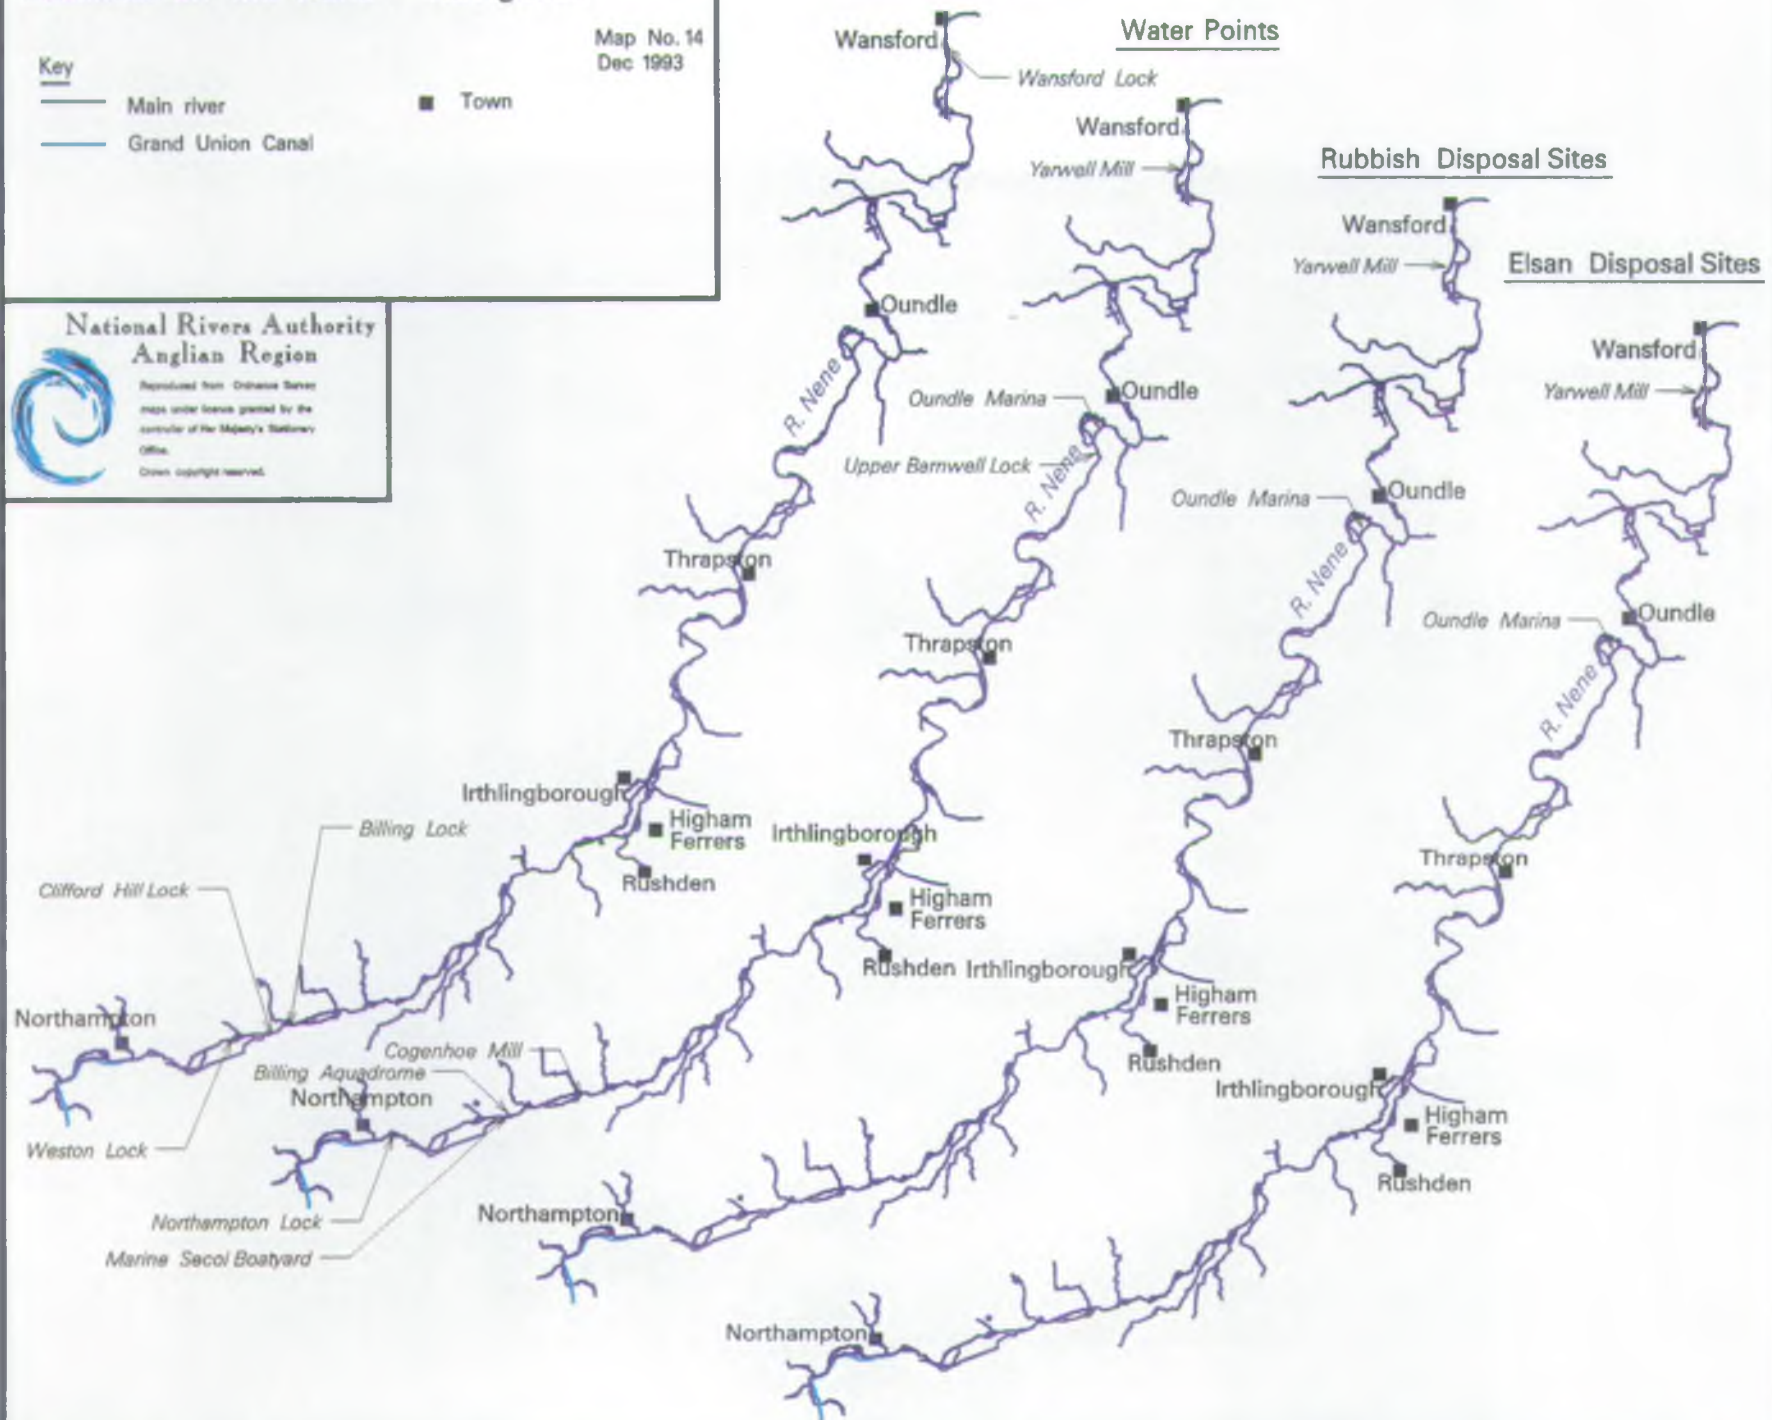 Map No. 14
Dec 1993
Key
Main river
Town
Grand Union Canal
National Rivers Authority
Anglian Region
Reproduced from Ordnance Survey
maps under licence granted by the
controller of Her Majesty's Stationery
Office.
Crown copyright reserved.
Wansford
Wansford Lock
Oundle
R. Nene
Thrapston
Irthlingborough
Higham
Ferrers
Rushden
Billing Lock
Clifford Hill Lock
Northampton
Weston Lock
Water Points
Wansford
Yarwell Mill
Oundle Marina
Oundle
Upper Barnwell Lock
R. Nene
Thrapston
Irthlingborough
Higham
Ferrers
Rushden
Cogenhoe Mill
Billing Aquadrome
Northampton
Northampton Lock
Marine Secol Boatyard
Rubbish Disposal Sites
Wansford
Yarwell Mill
Oundle Marina
Oundle
R. Nene
Thrapston
Irthlingborough
Higham
Ferrers
Rushden
Northampton
Elsan Disposal Sites
Wansford
Yarwell Mill
Oundle Marina
Oundle
R. Nene
Thrapston
Irthlingborough
Higham
Ferrers
Rushden
Northampton